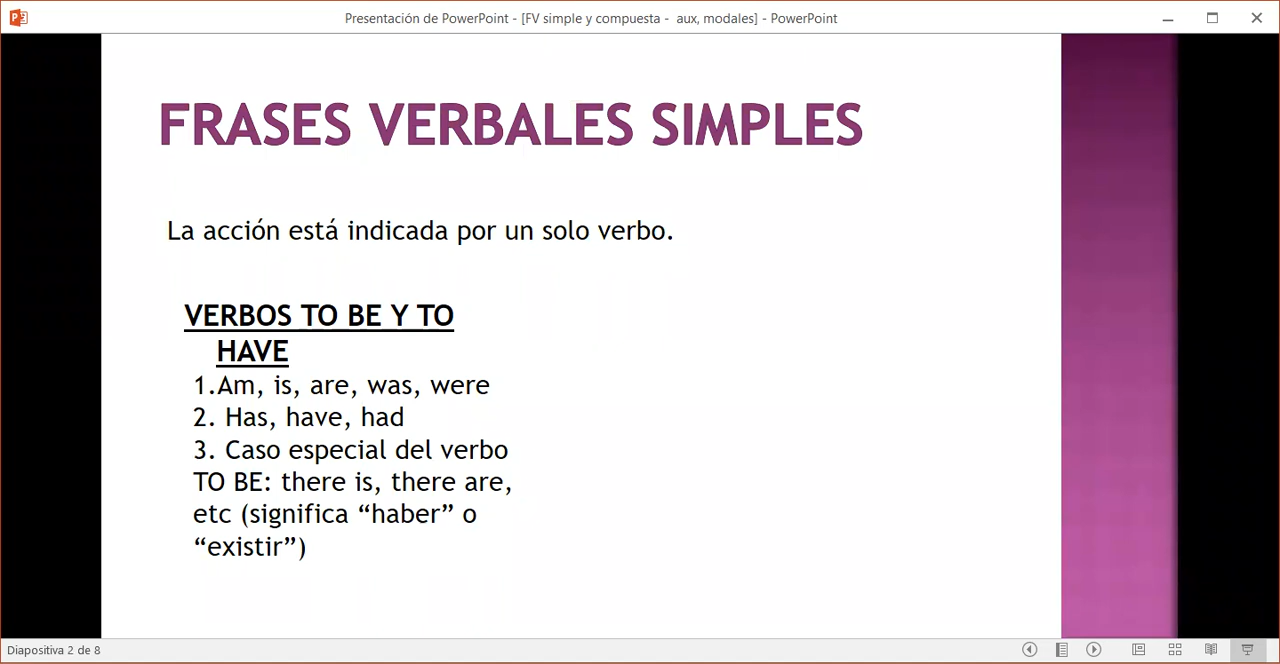 Presentación de PowerPoint - [FV simple y compuesta - aux, modales] - PowerPoint
FRASES VERBALES SIMPLES
La acción está indicada por un solo verbo.
VERBOS TO BE Y TO
HAVE
1.Am, is, are, was, were
2. Has, have, had
3. Caso especial del verbo
TO BE: there is, there are,
etc (significa “haber” o
“existir”)
Diapositiva 2 de 8